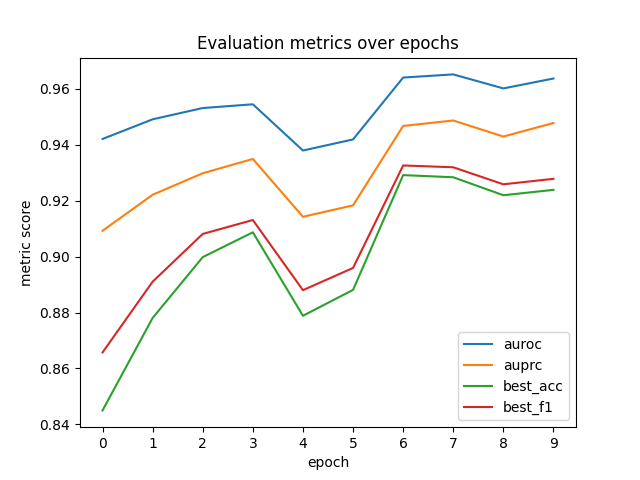 Evaluation metrics over epochs
metric score
0.96
0.94
0.92
0.90
0.88
0.86
0.84
auroc
auprc
best_acc
best_f1
0 1 2 3 4 5 6 7 8 9
epoch